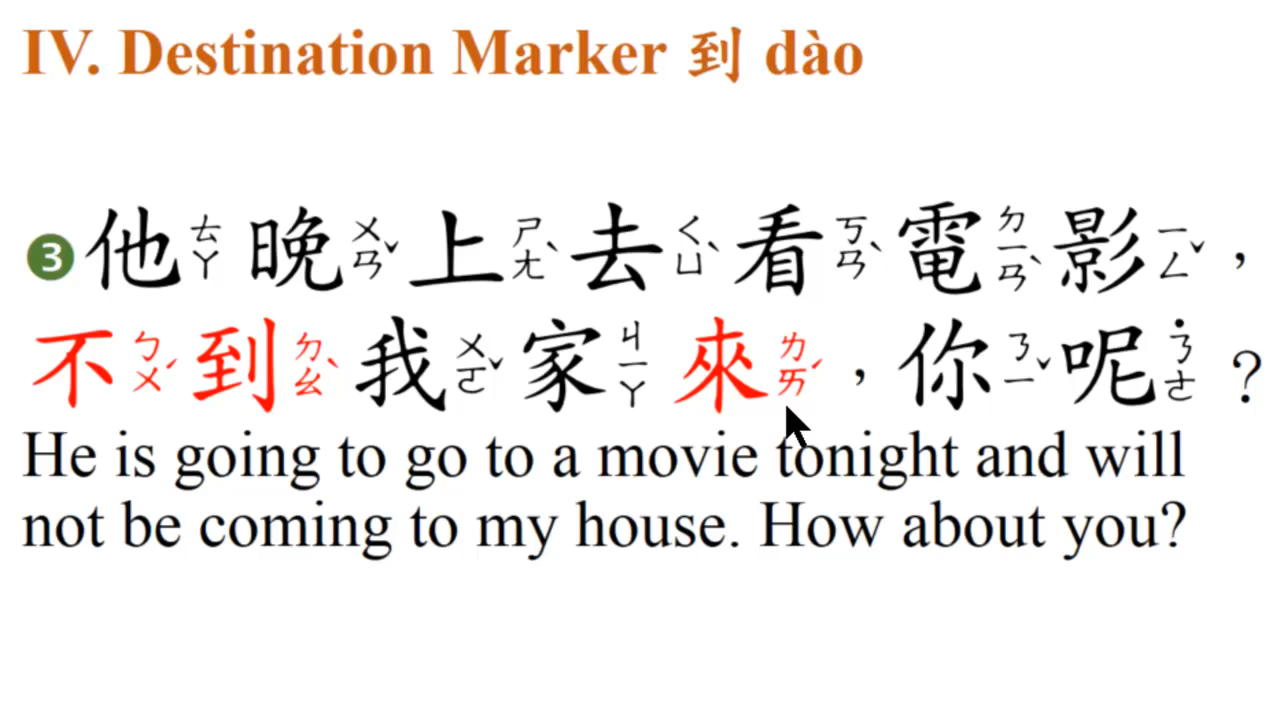 IV. Destination Marker 到 dào
❸他ㄊㄚ晚ㄨㄢˇ上ㄕㄤˋ去ㄑㄩˋ看ㄎㄢˋ電ㄉㄧㄢˋ影ㄧㄥˇ，
不ㄅㄨˊ到ㄉㄠˋ我ㄨㄛˇ家ㄐㄧㄚ來ㄌㄞˊ，你ㄋㄧˇ呢˙ㄋㄜ？
He is going to go to a movie tonight and will
not be coming to my house. How about you?